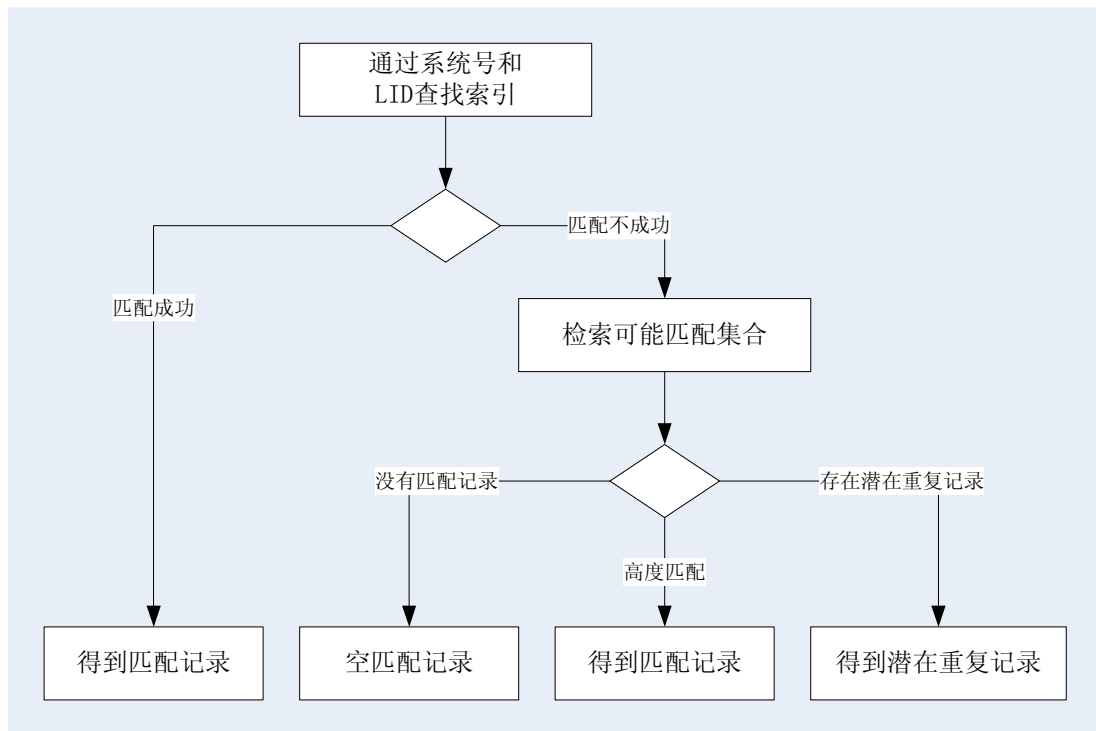 通过系统号和
LID查找索引
匹配不成功
匹配成功
检索可能匹配集合
没有匹配记录
存在潜在重复记录
高度匹配
得到匹配记录
空匹配记录
得到匹配记录
得到潜在重复记录